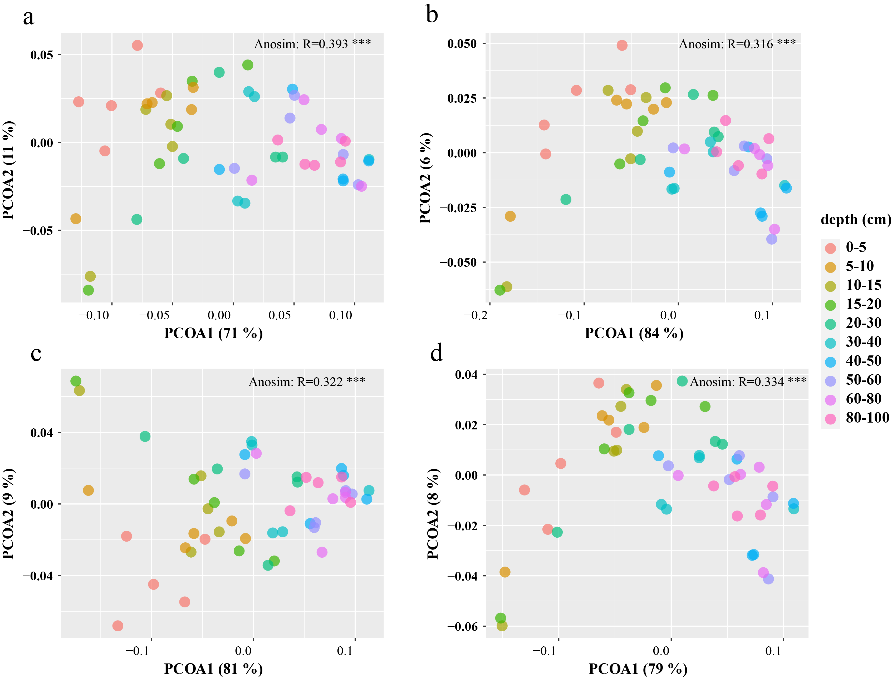 a
Anosim: R=0.393 ***
0.05
0.00
−0.05
PCOA2 (11 %)
0.10 0.05 0.00 0.05 0.10
PCOA1 (71 %)
b
Anosim: R=0.316 ***
0.050
0.025
0.000
−0.025
−0.050
PCOA2 (6 %)
0.2 0.1 0.0 0.1
PCOA1 (84 %)
c
Anosim: R=0.322 ***
0.04
0.00
−0.04
PCOA2 (9 %)
−0.1 0.0 0.1
PCOA1 (81 %)
d
Anosim: R=0.334 ***
0.04
0.02
0.00
−0.02
−0.04
−0.06
PCOA2 (8 %)
−0.1 0.0 0.1
PCOA1 (79 %)
depth (cm)
0-5
5-10
10-15
15-20
20-30
30-40
40-50
50-60
60-80
80-100